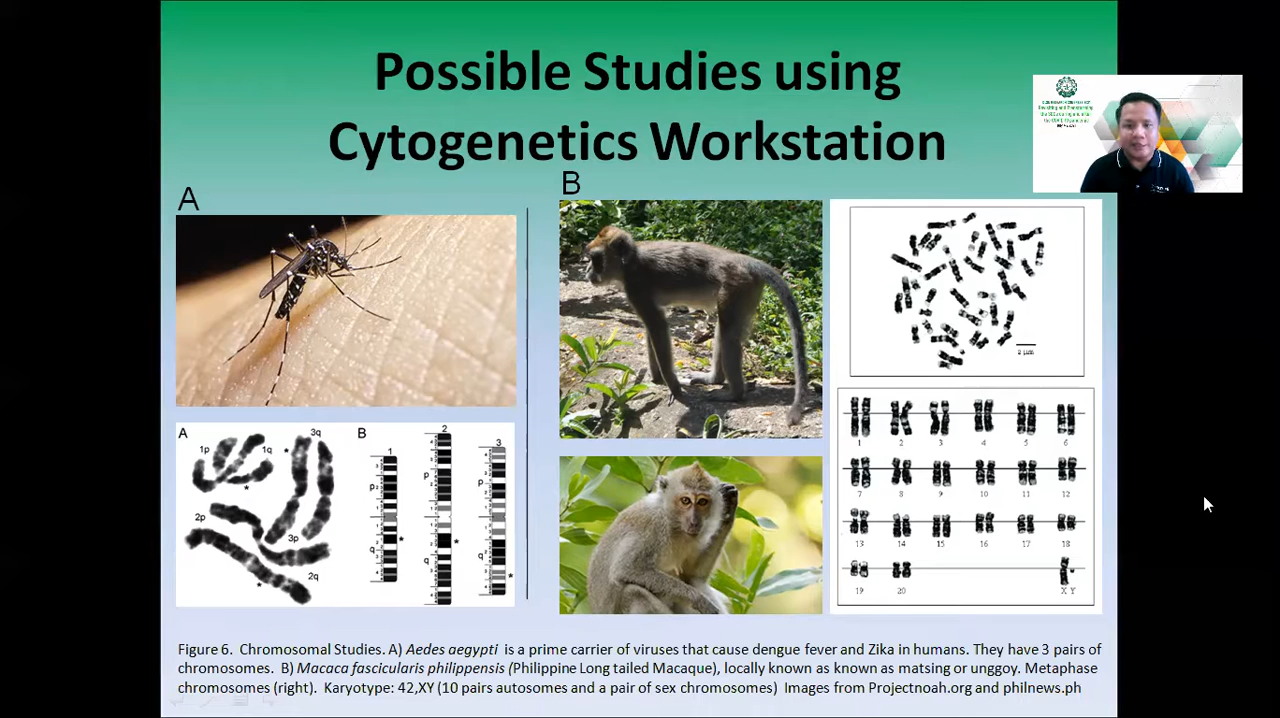 Possible Studies using
Cytogenetics Workstation
A
B
A
B
1p
1q
3q
2p
3p
2q
*
*
*
1
2
3
p
q
p
q
p
q
*
*
*
2 μm
1 2 3 4 5 6
7 8 9 10 11 12
13 14 15 16 17 18
19 20 X Y
Figure 6. Chromosomal Studies. A) Aedes aegypti is a prime carrier of viruses that cause dengue fever and Zika in humans. They have 3 pairs of
chromosomes. B) Macaca fascicularis philippensis (Philippine Long tailed Macaque), locally known as known as matsing or unggoy. Metaphase
chromosomes (right). Karyotype: 42,XY (10 pairs autosomes and a pair of sex chromosomes) Images from Projectnoah.org and philnews.ph